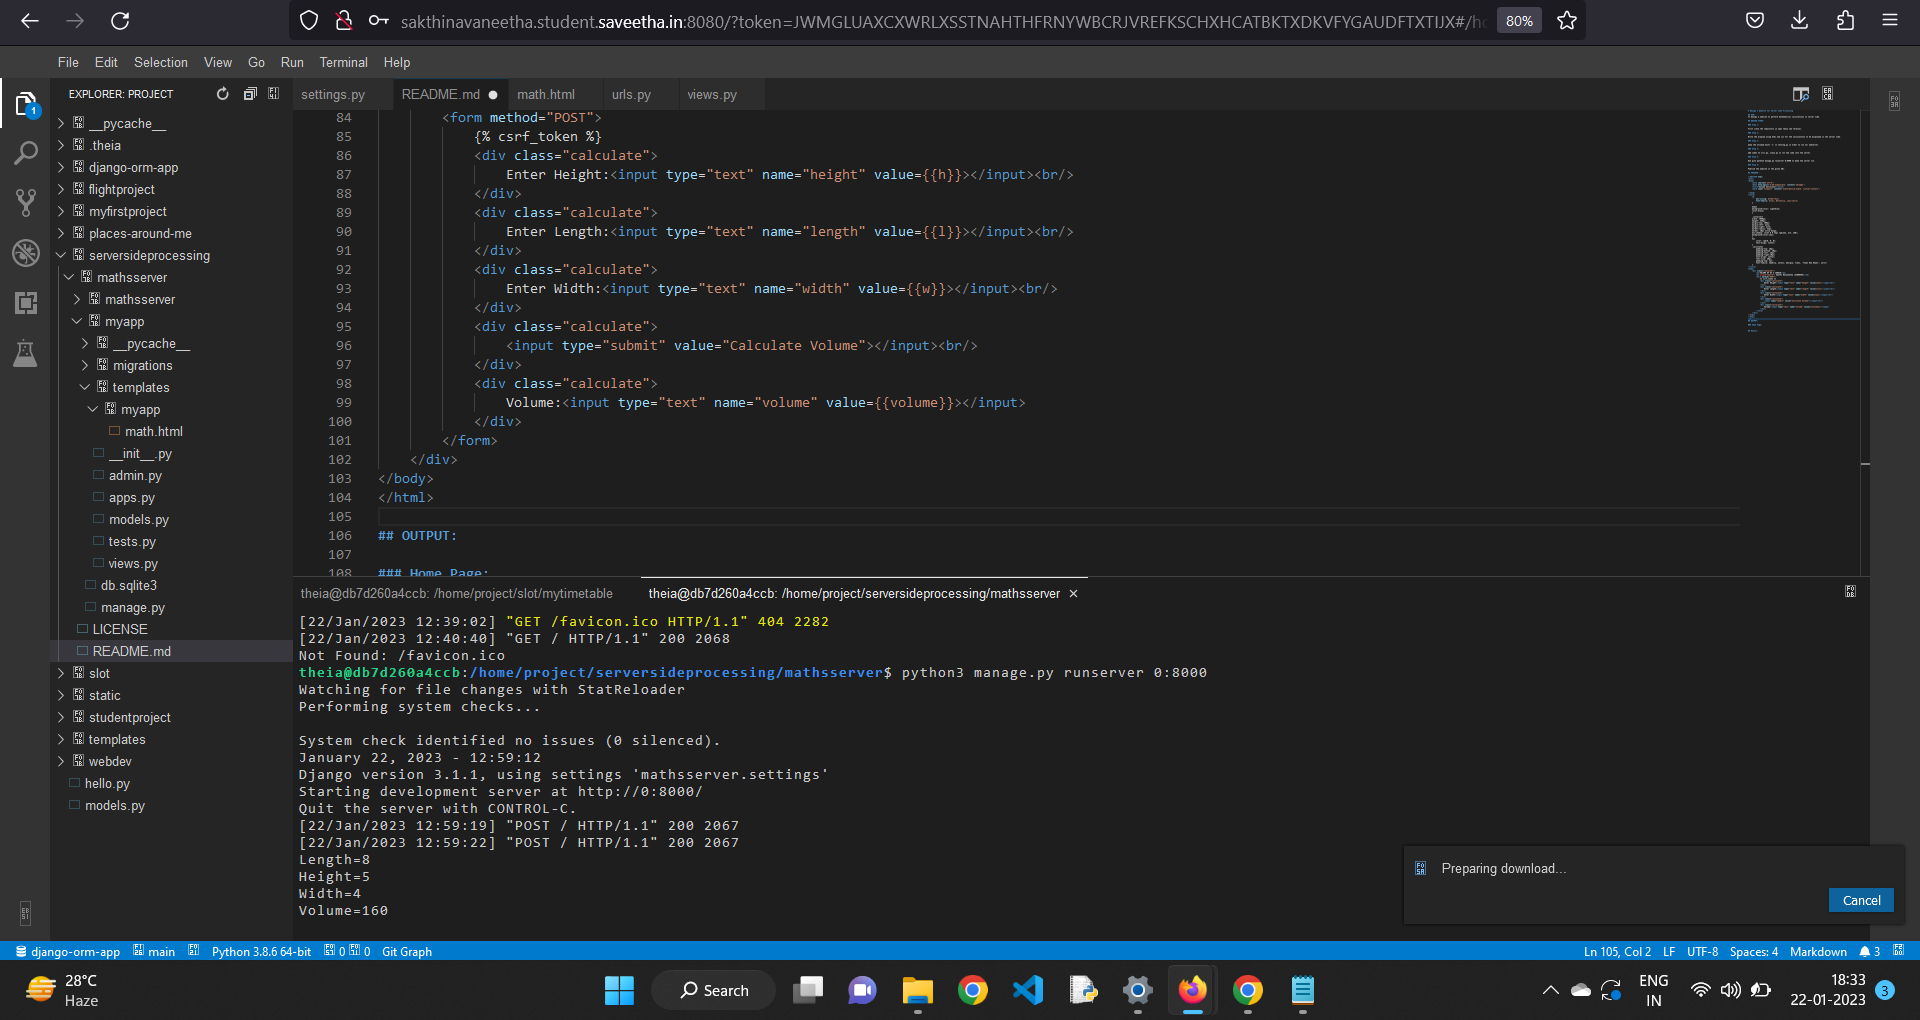 sakthinavaneetha.student.saveetha.in:8080/?token=JWMGLUAXCXWRLXSSTNAHTHFRNYWBCRJVREFKSCHXHCATBKTXDKVFYGAUDFTXTIJX#/ho
80%
File Edit Selection View Go Run Terminal Help
EXPLORER: PROJECT
settings.py README.md math.html urls.py views.py
1
__pycache__
.theia
django-orm-app
flightproject
myfirstproject
places-around-me
serversideprocessing
mathsserver
mathsserver
myapp
__pycache__
migrations
templates
myapp
math.html
__init__.py
admin.py
apps.py
models.py
tests.py
views.py
db.sqlite3
manage.py
LICENSE
README.md
slot
static
studentproject
templates
webdev
hello.py
models.py
84 <form method="POST">
85 {% csrf_token %}
86 <div class="calculate">
87 Enter Height:<input type="text" name="height" value={{h}}></input><br/>
88 </div>
89 <div class="calculate">
90 Enter Length:<input type="text" name="length" value={{l}}></input><br/>
91 </div>
92 <div class="calculate">
93 Enter Width:<input type="text" name="width" value={{w}}></input><br/>
94 </div>
95 <div class="calculate">
96 <input type="submit" value="Calculate Volume"></input><br/>
97 </div>
98 <div class="calculate">
99 Volume:<input type="text" name="volume" value={{volume}}></input>
100 </div>
101 </form>
102 </div>
103 </body>
104 </html>
105
106 ## OUTPUT:
107
108 ### Home Page:
theia@db7d260a4ccb: /home/project/slot/mytimetable theia@db7d260a4ccb: /home/project/serversideprocessing/mathsserver
[22/Jan/2023 12:39:02] "GET /favicon.ico HTTP/1.1" 404 2282
[22/Jan/2023 12:40:40] "GET / HTTP/1.1" 200 2068
Not Found: /favicon.ico
theia@db7d260a4ccb:/home/project/serversideprocessing/mathsserver$ python3 manage.py runserver 0:8000
Watching for file changes with StatReloader
Performing system checks...
System check identified no issues (0 silenced).
January 22, 2023 - 12:59:12
Django version 3.1.1, using settings 'mathsserver.settings'
Starting development server at http://0:8000/
Quit the server with CONTROL-C.
[22/Jan/2023 12:59:19] "POST / HTTP/1.1" 200 2067
[22/Jan/2023 12:59:22] "POST / HTTP/1.1" 200 2067
Length=8
Height=5
Width=4
Volume=160
Preparing download...
Cancel
django-orm-app main Python 3.8.6 64-bit 0 0 Git Graph
Ln 105, Col 2 LF UTF-8 Spaces: 4 Markdown 3
28°C
Haze
Search
ENG
IN
18:33
22-01-2023
3